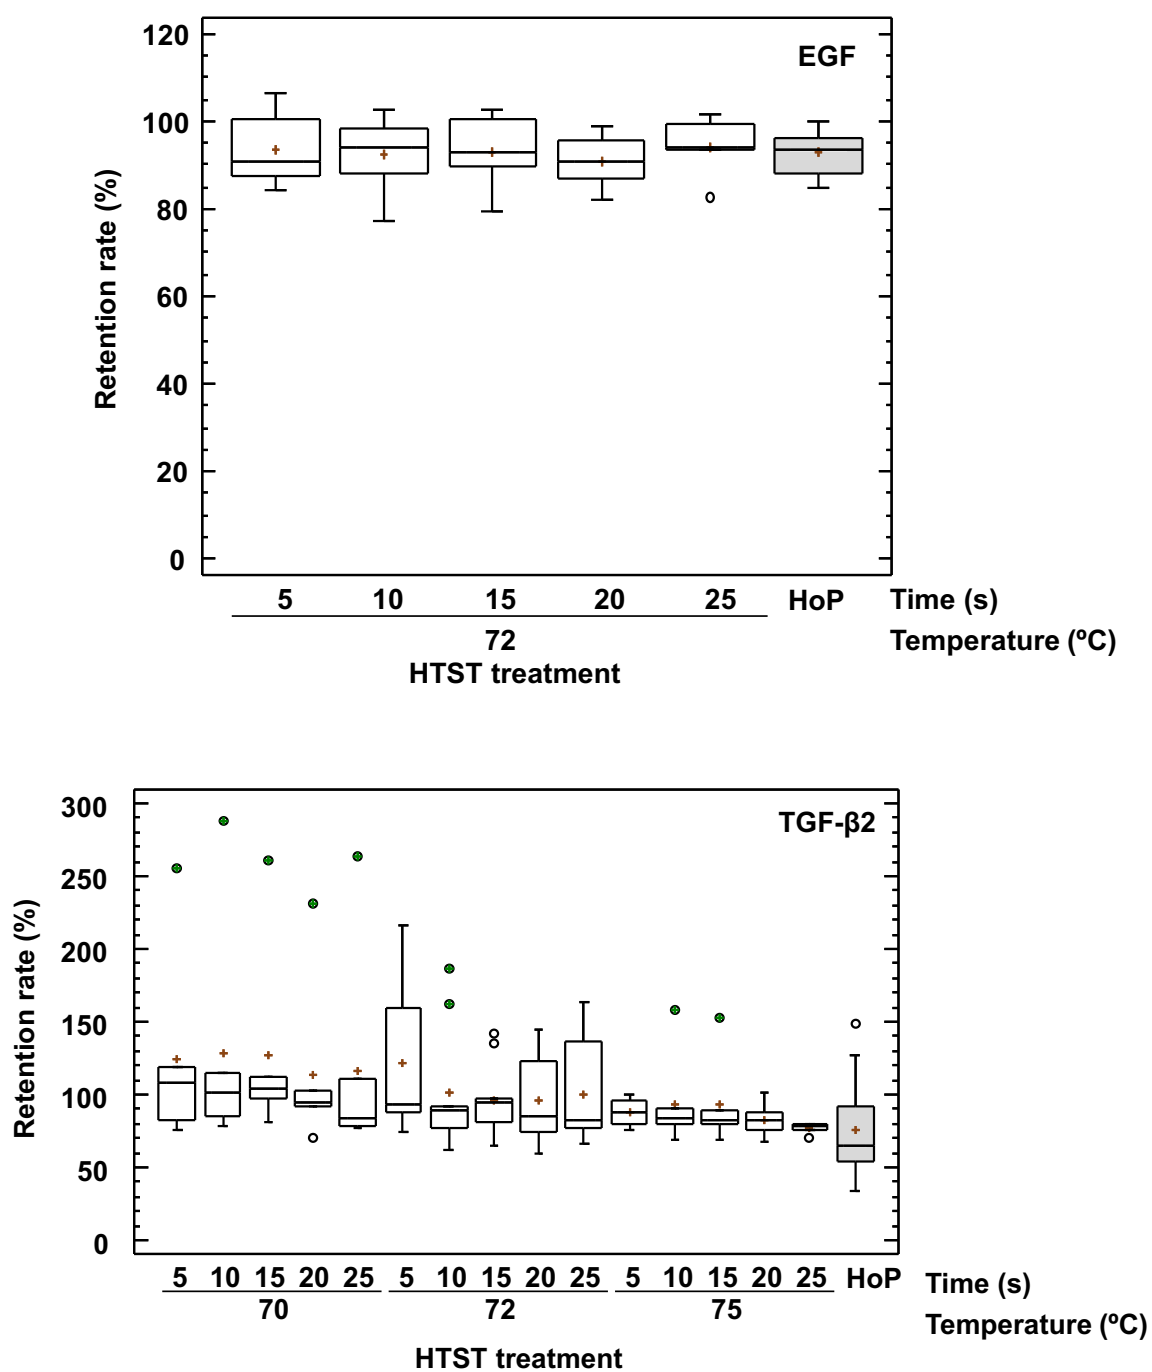 120
EGF
100
80
60
40
20
0
Retention rate (%)
5 10 15 20 25 HoP Time (s)
72 Temperature (ºC)
HTST treatment
300
TGF-β2
250
200
150
100
50
0
Retention rate (%)
5 10 15 20 25 5 10 15 20 25 5 10 15 20 25 HoP Time (s)
70 72 75
Temperature (ºC)
HTST treatment